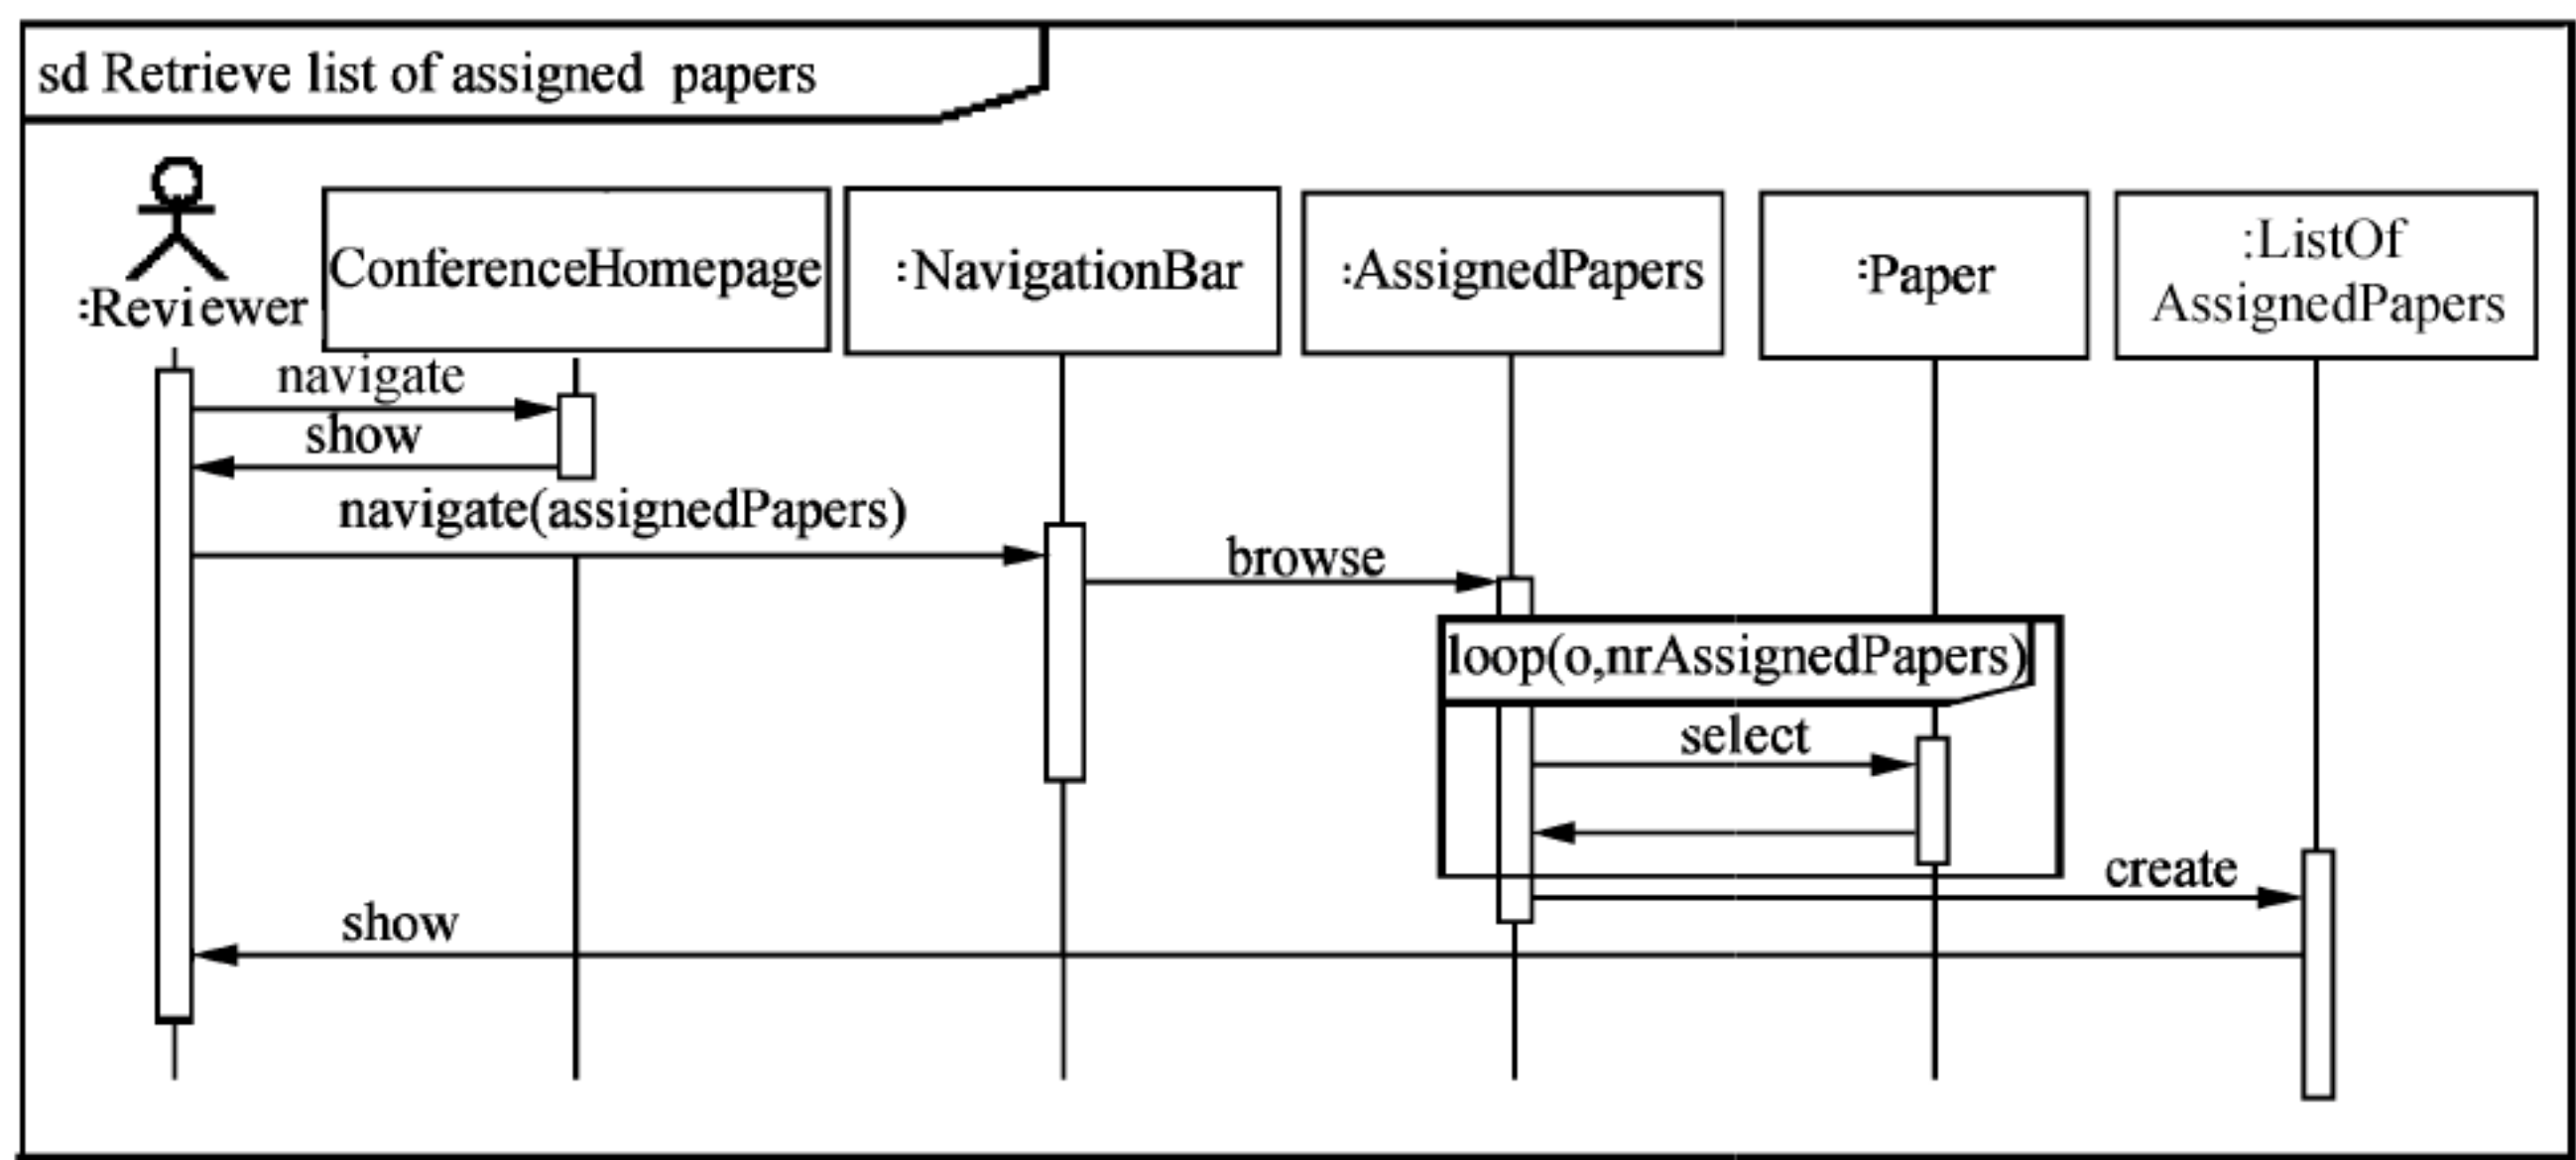 sd Retrieve list of assigned papers
:Reviewer
ConferenceHomepage
:NavigationBar
:AssignedPapers
:Paper
:ListOf
AssignedPapers
navigate
show
navigate(assignedPapers)
browse
loop(o,nrAssignedPapers)
select
create
show